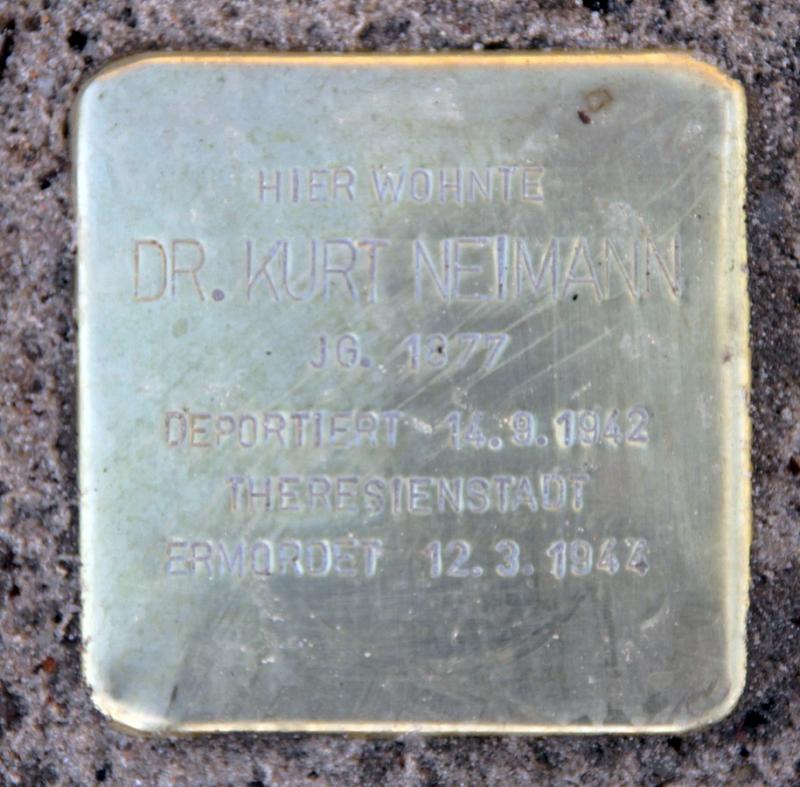 HIER WOHNTE
DR. KURT NEIMANN
JG. 1877
DEPORTIERT 14.9.1942
THERESIENSTADT
ERMORDET 12.3.1944